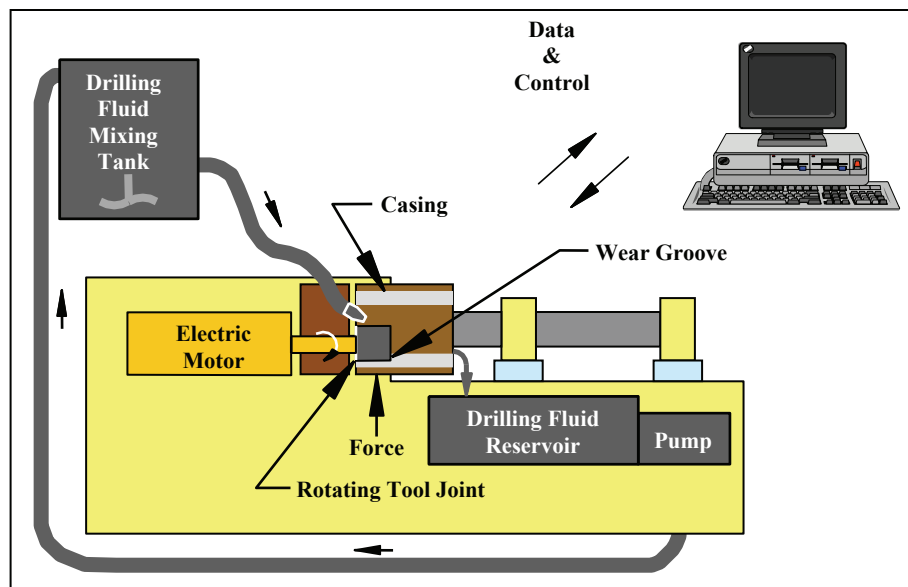 Data
&
Control
Drilling
Fluid
Mixing
Tank
Casing
Wear Groove
Electric
Motor
Drilling Fluid
Reservoir
Pump
Force
Rotating Tool Joint